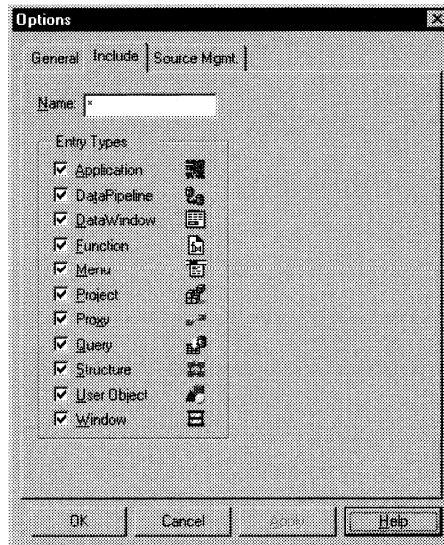 Options
General Include Source Mgmt.
Name: *
Entry Types
Application
DataPipeline
DataWindow
Function
Menu
Project
Proxy
Query
Structure
User Object
Window
OK Cancel Apply Help